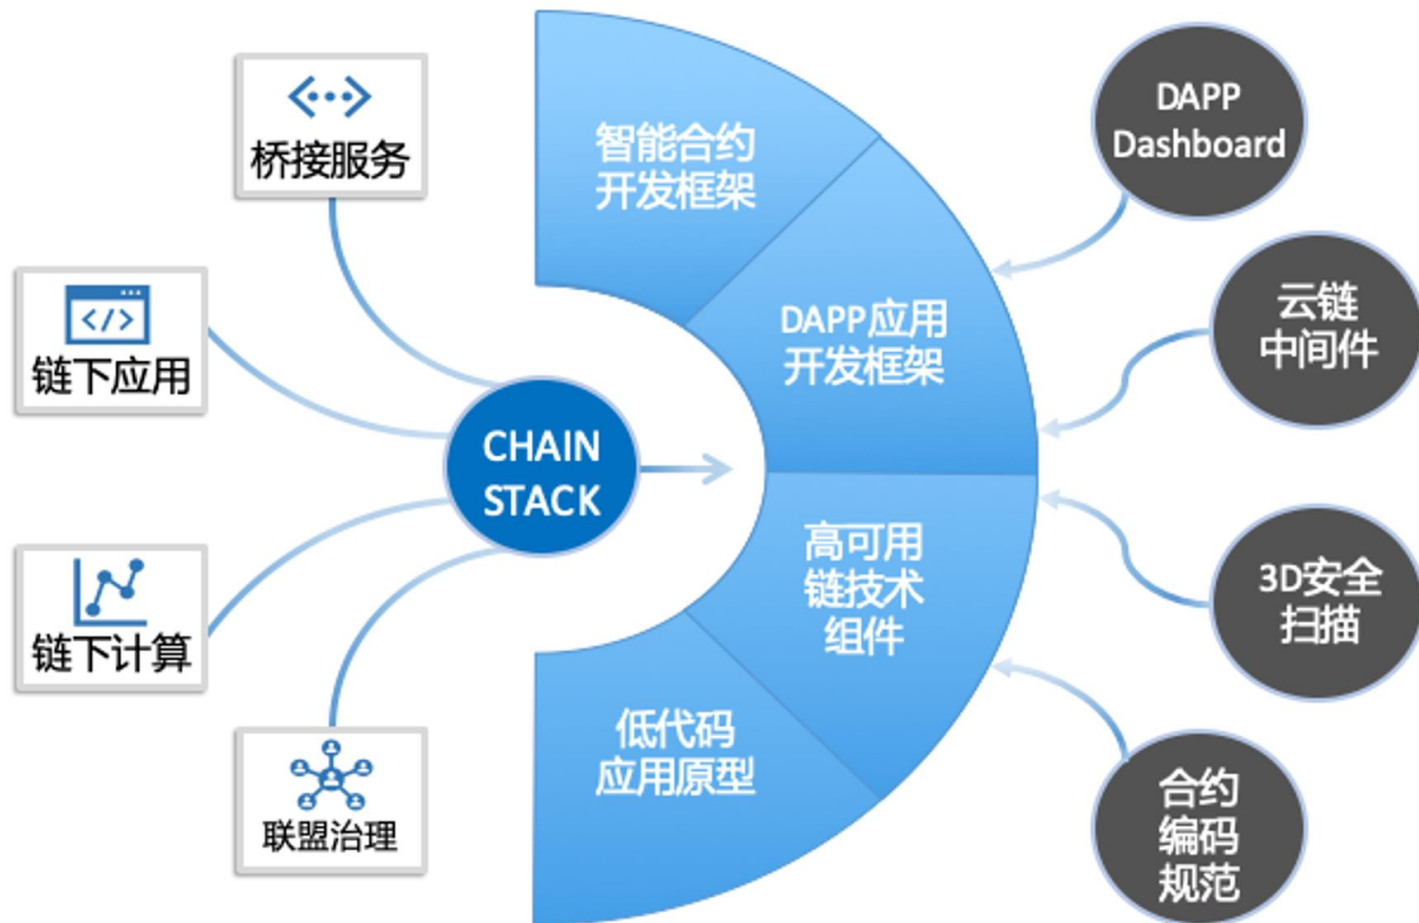 桥接服务
链下应用
链下计算
联盟治理
CHAIN
STACK
智能合约
开发框架
DAPP应用
开发框架
高可用
链技术
组件
低代码
应用原型
DAPP
Dashboard
云链
中间件
3D安全
扫描
合约
编码
规范